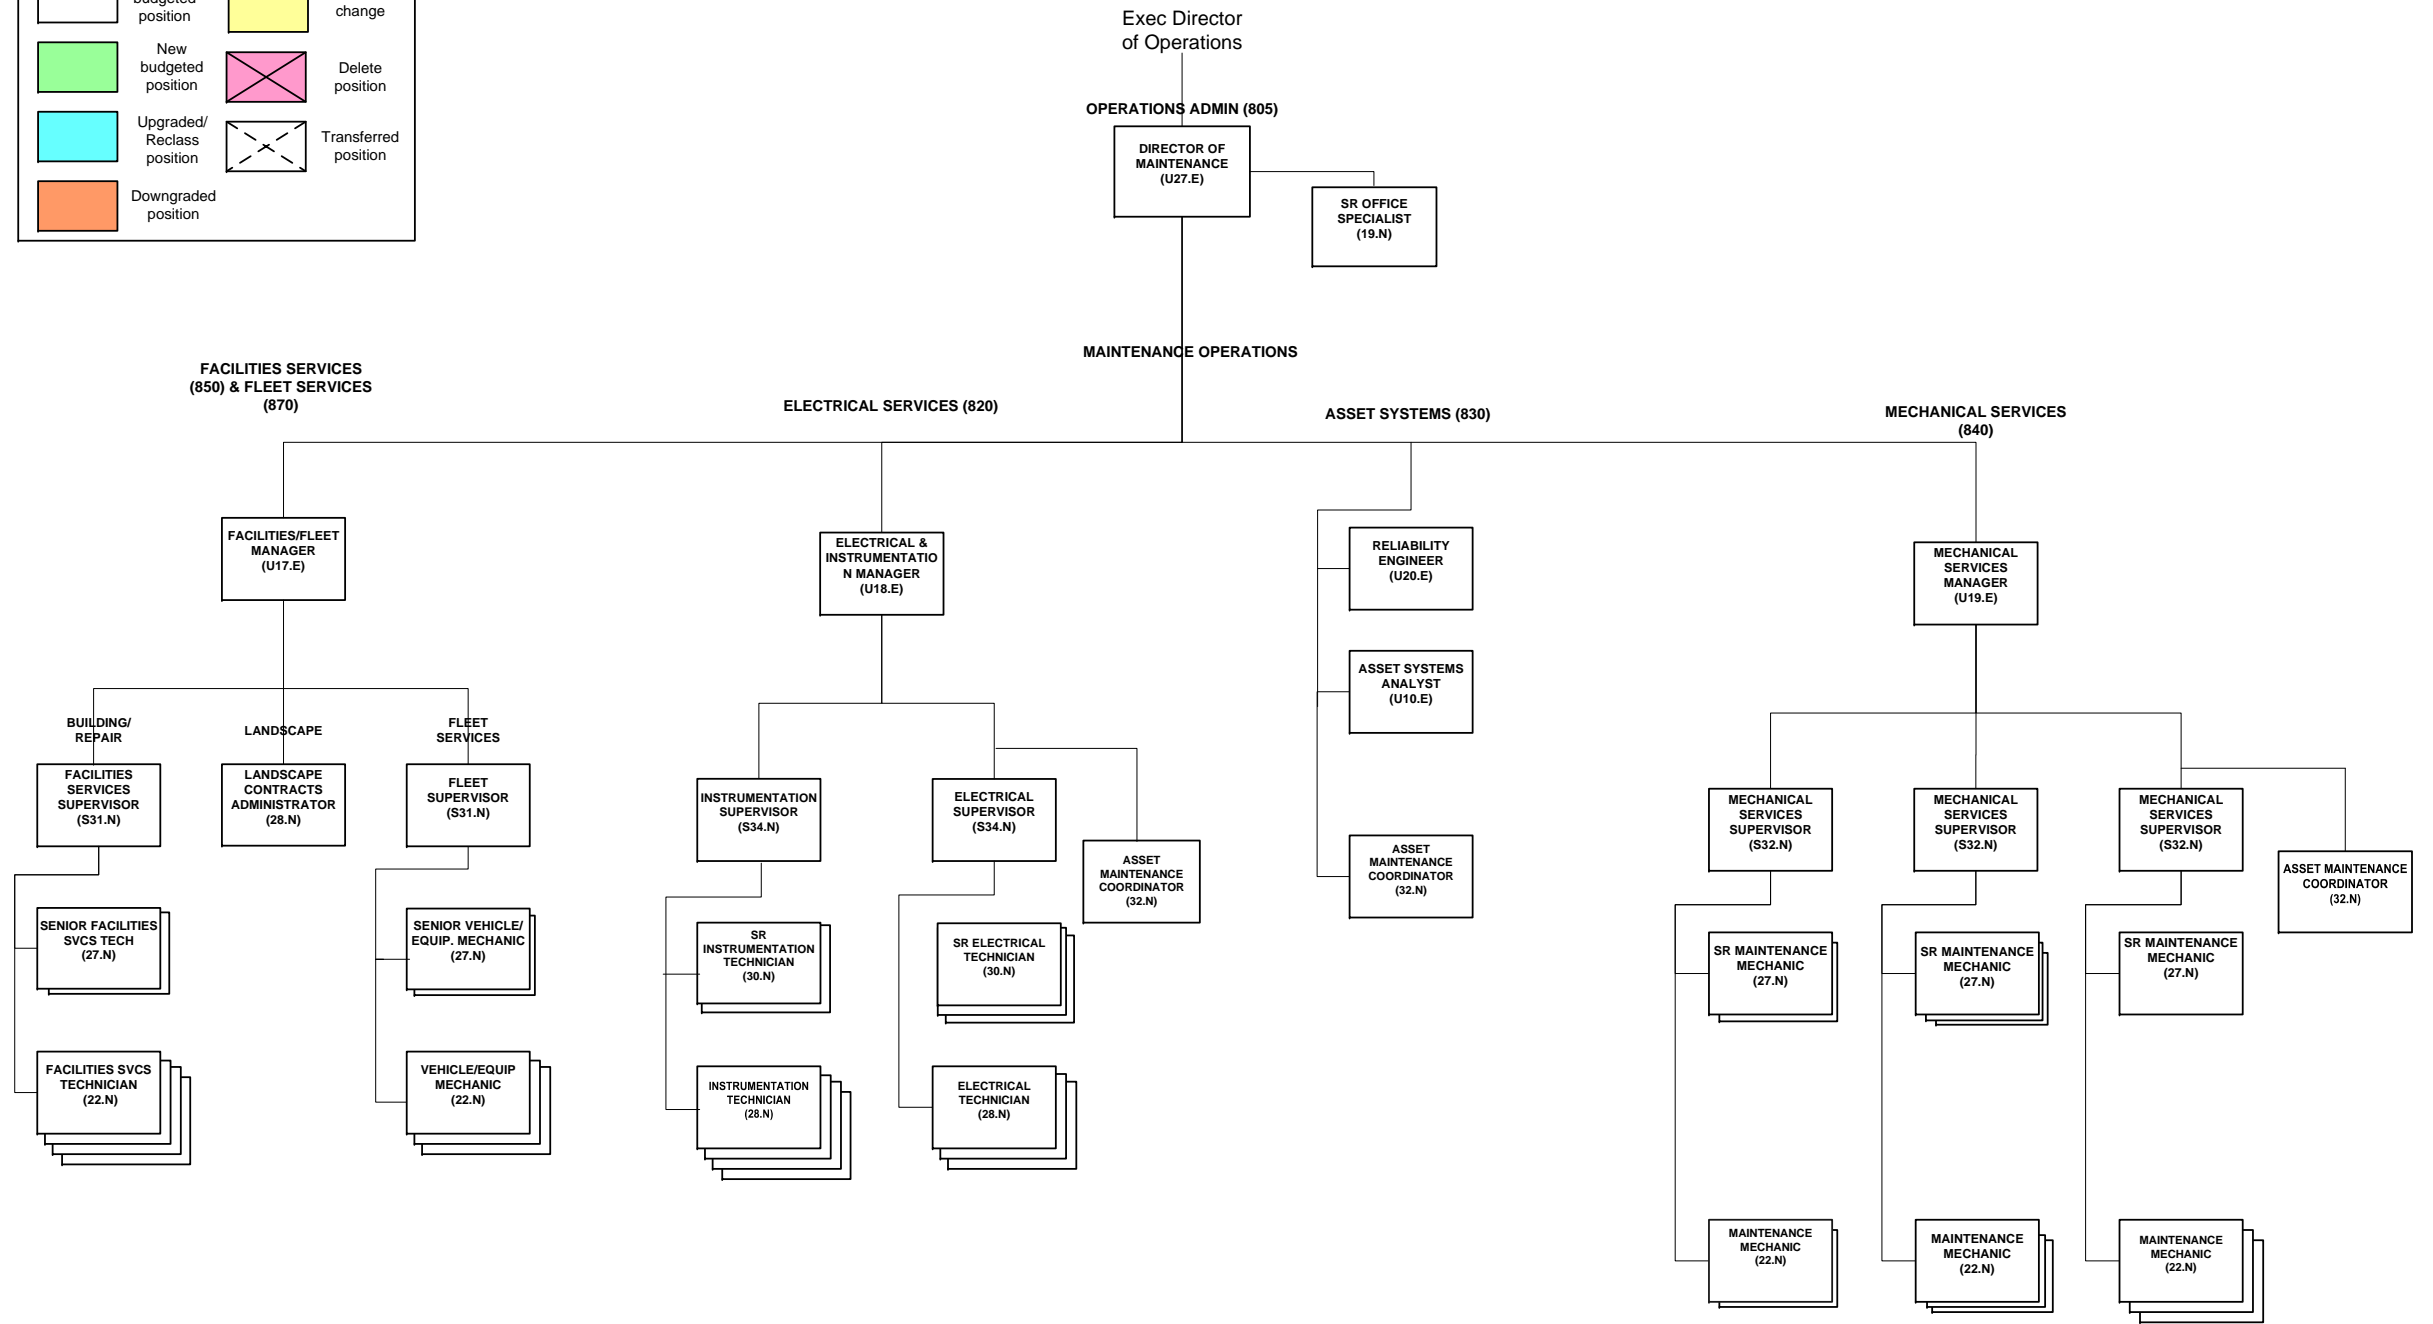 budgeted
position
change
New
budgeted
position
Delete
position
Upgraded/
Reclass
position
Transferred
position
Downgraded
position
Exec Director
of Operations
OPERATIONS ADMIN (805)
DIRECTOR OF
MAINTENANCE
(U27.E)
SR OFFICE
SPECIALIST
(19.N)
MAINTENANCE OPERATIONS
FACILITIES SERVICES
(850) & FLEET SERVICES
(870)
ELECTRICAL SERVICES (820)
ASSET SYSTEMS (830)
MECHANICAL SERVICES
(840)
FACILITIES/FLEET
MANAGER
(U17.E)
ELECTRICAL &
INSTRUMENTATIO
N MANAGER
(U18.E)
RELIABILITY
ENGINEER
(U20.E)
MECHANICAL
SERVICES
MANAGER
(U19.E)
ASSET SYSTEMS
ANALYST
(U10.E)
BUILDING/
REPAIR
LANDSCAPE
FLEET
SERVICES
FACILITIES
SERVICES
SUPERVISOR
(S31.N)
LANDSCAPE
CONTRACTS
ADMINISTRATOR
(28.N)
FLEET
SUPERVISOR
(S31.N)
INSTRUMENTATION
SUPERVISOR
(S34.N)
ELECTRICAL
SUPERVISOR
(S34.N)
ASSET
MAINTENANCE
COORDINATOR
(32.N)
ASSET
MAINTENANCE
COORDINATOR
(32.N)
MECHANICAL
SERVICES
SUPERVISOR
(S32.N)
MECHANICAL
SERVICES
SUPERVISOR
(S32.N)
MECHANICAL
SERVICES
SUPERVISOR
(S32.N)
ASSET MAINTENANCE
COORDINATOR
(32.N)
SENIOR FACILITIES
SVCS TECH
(27.N)
SENIOR VEHICLE/
EQUIP. MECHANIC
(27.N)
SR
INSTRUMENTATION
TECHNICIAN
(30.N)
SR ELECTRICAL
TECHNICIAN
(30.N)
SR MAINTENANCE
MECHANIC
(27.N)
SR MAINTENANCE
MECHANIC
(27.N)
SR MAINTENANCE
MECHANIC
(27.N)
FACILITIES SVCS
TECHNICIAN
(22.N)
VEHICLE/EQUIP
MECHANIC
(22.N)
INSTRUMENTATION
TECHNICIAN
(28.N)
ELECTRICAL
TECHNICIAN
(28.N)
MAINTENANCE
MECHANIC
(22.N)
MAINTENANCE
MECHANIC
(22.N)
MAINTENANCE
MECHANIC
(22.N)